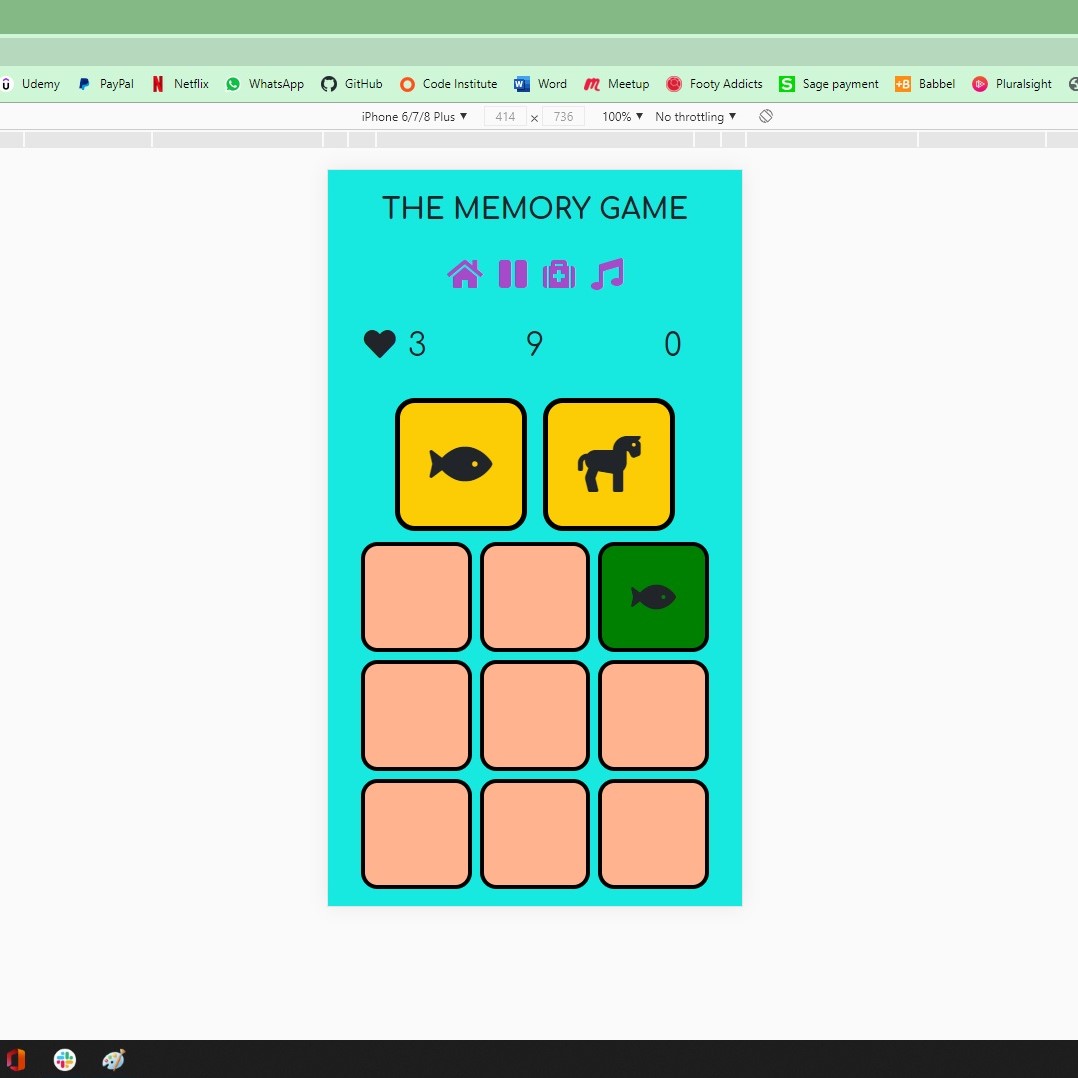 Udemy PayPal Netflix WhatsApp GitHub Code Institute Word Meetup Footy Addicts Sage payment Babbel Pluralsight
iPhone 6/7/8 Plus ▼ 414 x 736 100% ▼ No throttling ▼
THE MEMORY GAME
3 9 0